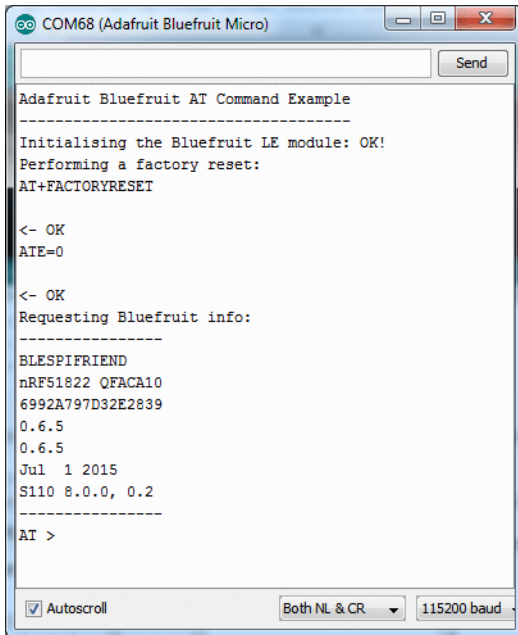 COM68 (Adafruit Bluefruit Micro)
Send
Adafruit Bluefruit AT Command Example
-------------------------------------
Initialising the Bluefruit LE module: OK!
Performing a factory reset:
AT+FACTORYRESET
<- OK
ATE=0
<- OK
Requesting Bluefruit info:
----------------
BLESPIFRIEND
nRF51822 QFACA10
6992A797D32E2839
0.6.5
0.6.5
Jul  1 2015
S110 8.0.0, 0.2
----------------
AT >
Autoscroll
Both NL & CR
115200 baud